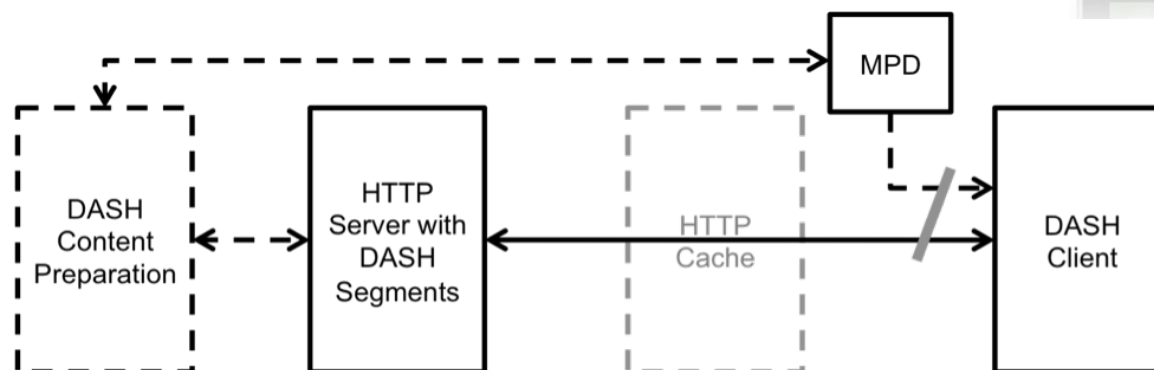 MPD
DASH
Content
Preparation
HTTP
Server with
DASH
Segments
HTTP
Cache
DASH
Client